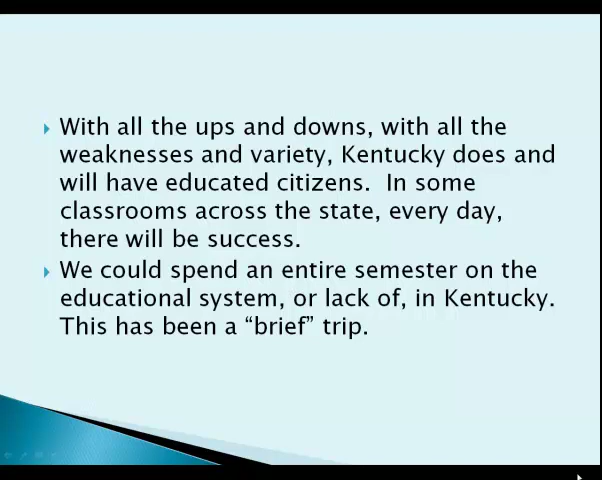 With all the ups and downs, with all the
weaknesses and variety, Kentucky does and
will have educated citizens.  In some
classrooms across the state, every day,
there will be success.
We could spend an entire semester on the
educational system, or lack of, in Kentucky.
This has been a “brief” trip.